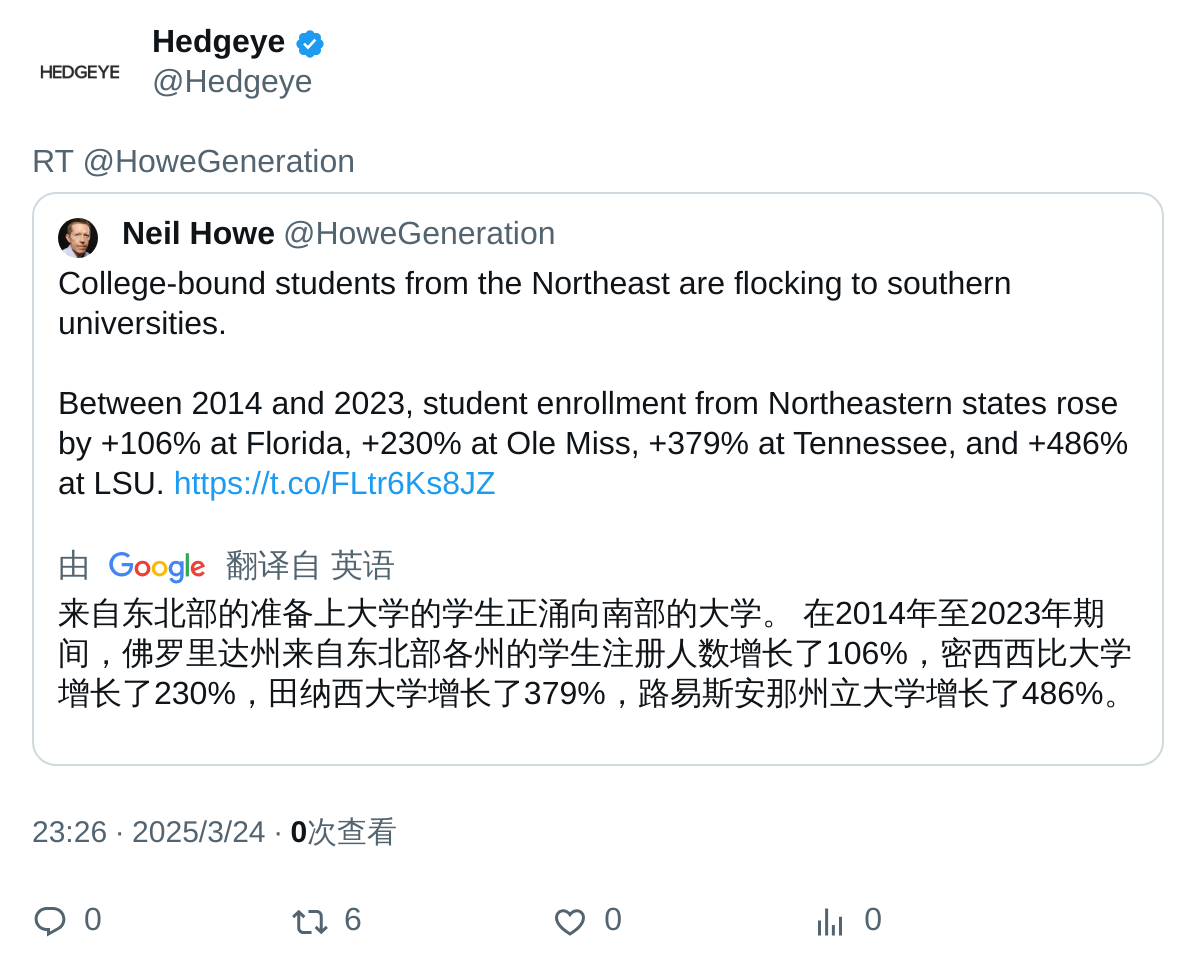 HEDGEYE
Hedgeye
@Hedgeye
RT @HoweGeneration
Neil Howe @HoweGeneration
College-bound students from the Northeast are flocking to southern
universities.
Between 2014 and 2023, student enrollment from Northeastern states rose
by +106% at Florida, +230% at Ole Miss, +379% at Tennessee, and +486%
at LSU. https://t.co/FLtr6Ks8JZ
由 Google 翻译自 英语
来自东北部的准备上大学的学生正涌向南部的大学。 在2014年至2023年期
间，佛罗里达州来自东北部各州的学生注册人数增长了106%，密西西比大学
增长了230%，田纳西大学增长了379%，路易斯安那州立大学增长了486%。
23:26 · 2025/3/24 · 0次查看
0 6 0 0